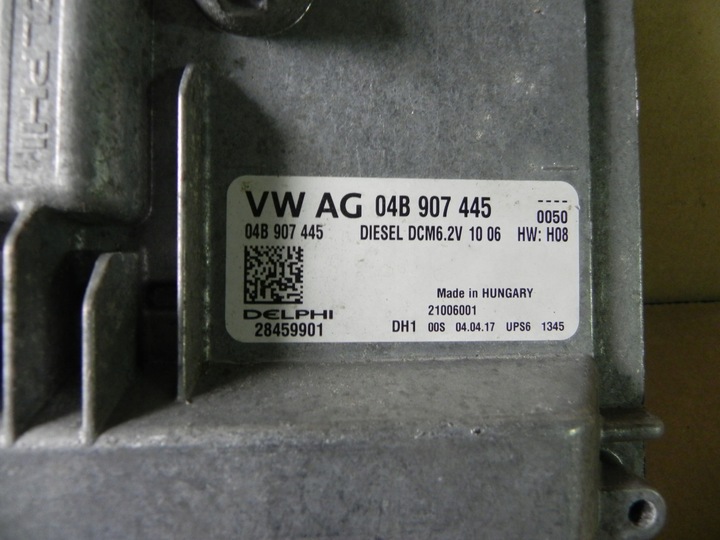 DELPHI
VW AG 04B 907 445 ----
0050
04B 907 445 DIESEL DCM6.2V 10 06 HW: H08
Made in HUNGARY
DELPHI 21006001
28459901 DH1 00S 04.04.17 UPS6 1345